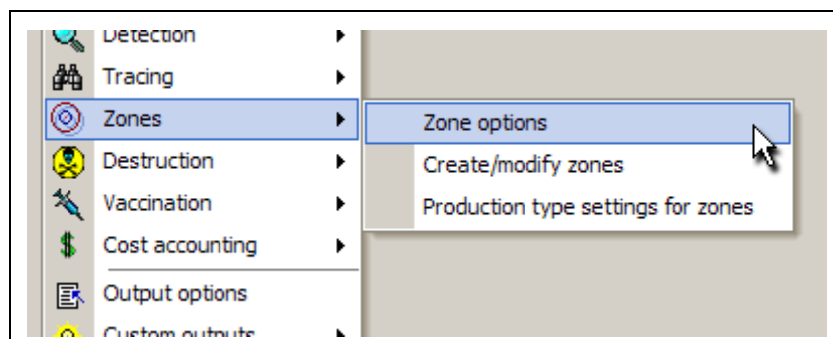 Detection
Tracing
Zones
Zone options
Destruction
Create/modify zones
Vaccination
Production type settings for zones
Cost accounting
Output options
Custom outputs